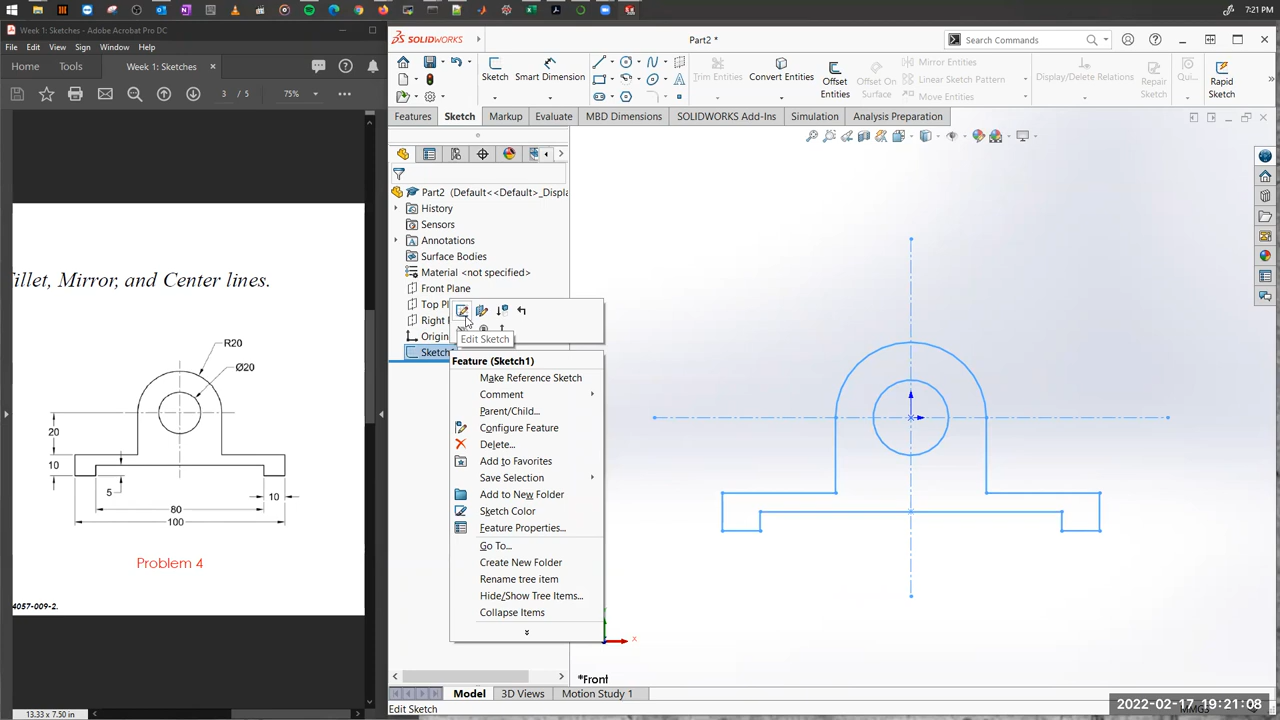 7:21 PM
Week 1: Sketches - Adobe Acrobat Pro DC
File Edit View Sign Window Help
Home Tools Week 1: Sketches ×
3 / 5 75%
Fillet, Mirror, and Center lines.
R20
Ø20
20
10
5
10
80
100
Problem 4
4057-009-2.
13.33 x 7.50 in
SOLIDWORKS
Part2 *
Search Commands
Sketch
Smart Dimension
Trim Entities
Convert Entities
Offset Entities
Offset On Surface
Mirror Entities
Linear Sketch Pattern
Move Entities
Display/Delete Relations
Repair Sketch
Qui...
Rapid Sketch
Features Sketch Markup Evaluate MBD Dimensions SOLIDWORKS Add-Ins Simulation Analysis Preparation
Part2 (Default<<Default>_Displa
History
Sensors
Annotations
Surface Bodies
Material <not specified>
Front Plane
Top Pl
Right
Origin
Sketch
Edit Sketch
Feature (Sketch1)
Make Reference Sketch
Comment
Parent/Child...
Configure Feature
Delete...
Add to Favorites
Save Selection
Add to New Folder
Sketch Color
Feature Properties...
Go To...
Create New Folder
Rename tree item
Hide/Show Tree Items...
Collapse Items
x
*Front
Model 3D Views Motion Study 1
Edit Sketch
2022-02-17 19:21:08